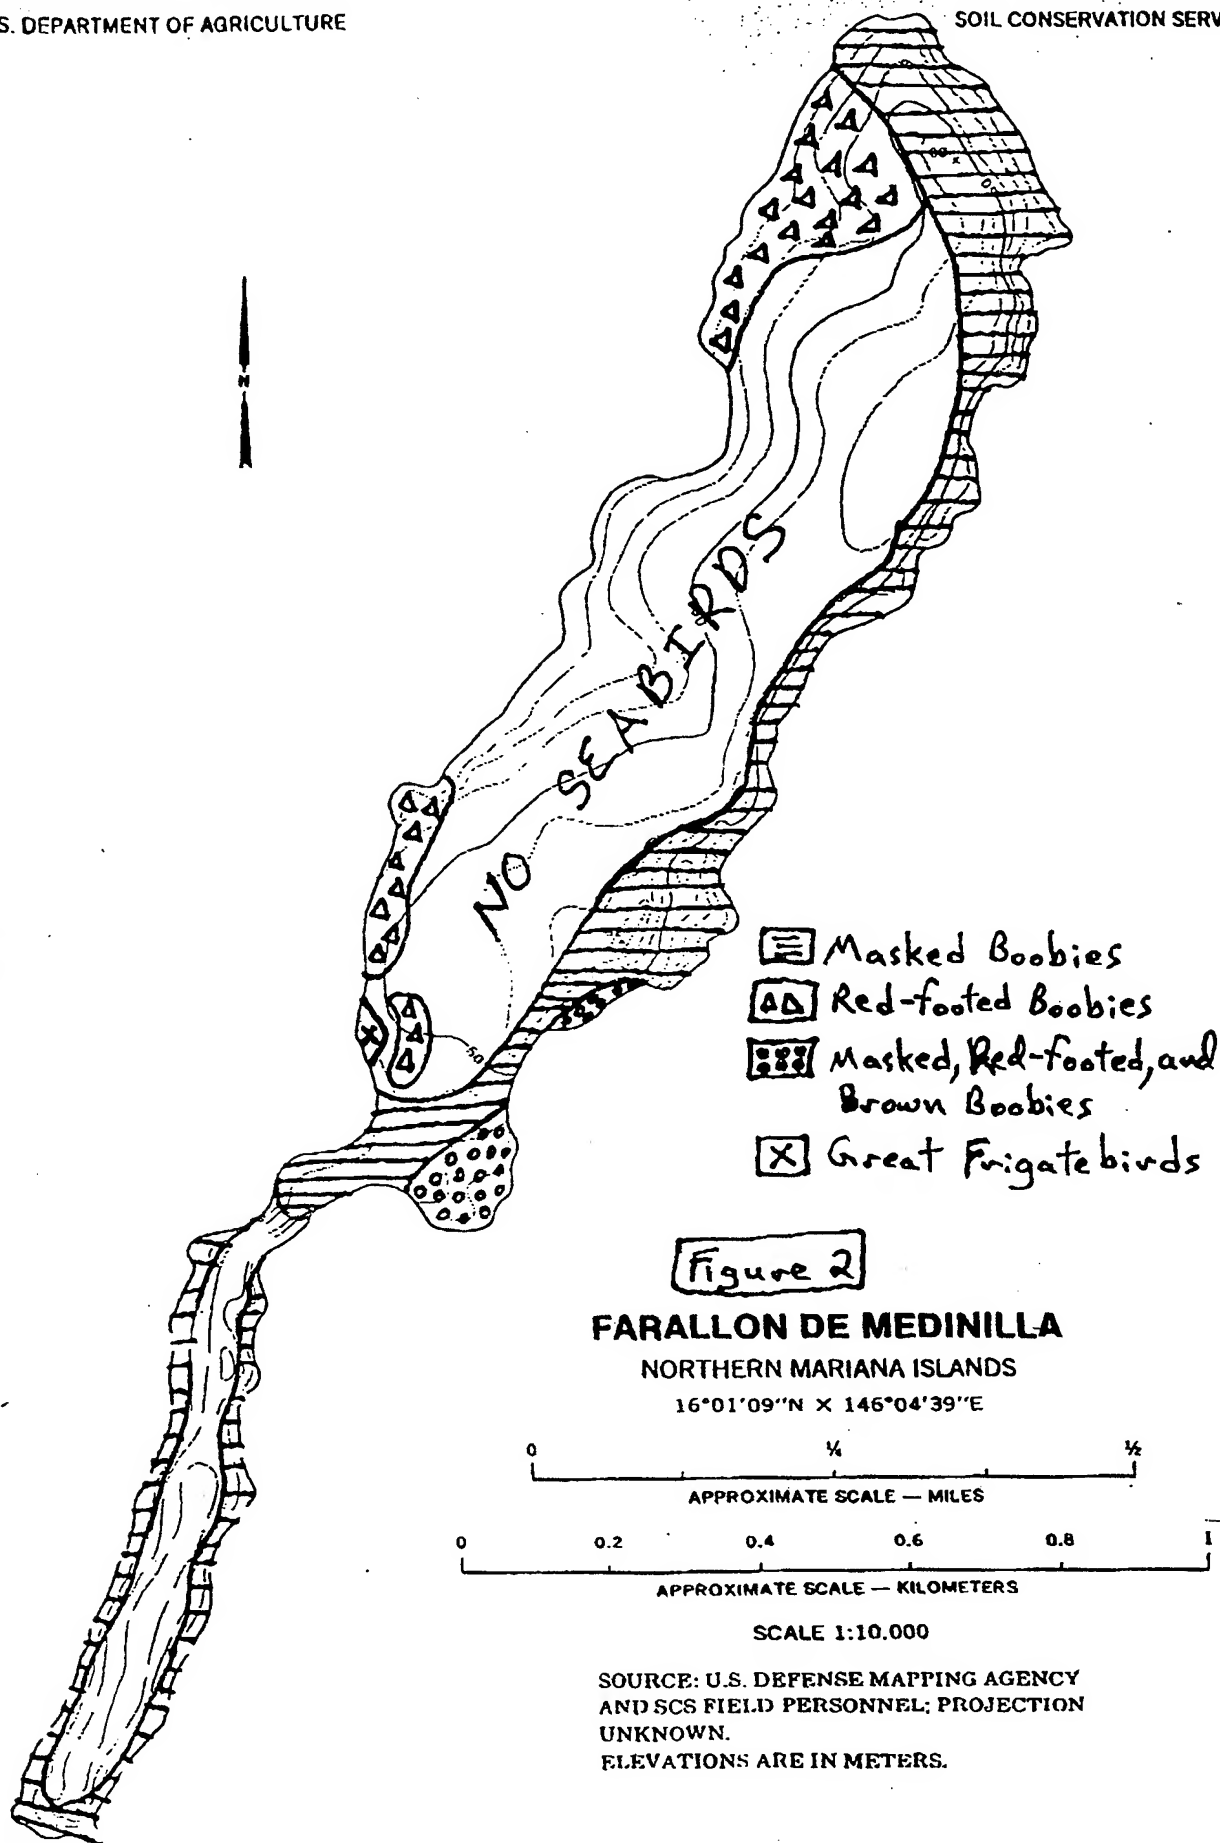 S. DEPARTMENT OF AGRICULTURE
SOIL CONSERVATION SERV
N
NO SEABIRDS
50
Masked Boobies
Red-footed Boobies
Masked, Red-footed, and
Brown Boobies
X Great Frigatebirds
Figure 2
FARALLON DE MEDINILLA
NORTHERN MARIANA ISLANDS
16°01'09"N X 146°04'39"E
0 ¼ ½
APPROXIMATE SCALE — MILES
0 0.2 0.4 0.6 0.8 1
APPROXIMATE SCALE — KILOMETERS
SCALE 1:10.000
SOURCE: U.S. DEFENSE MAPPING AGENCY
AND SCS FIELD PERSONNEL; PROJECTION
UNKNOWN.
ELEVATIONS ARE IN METERS.